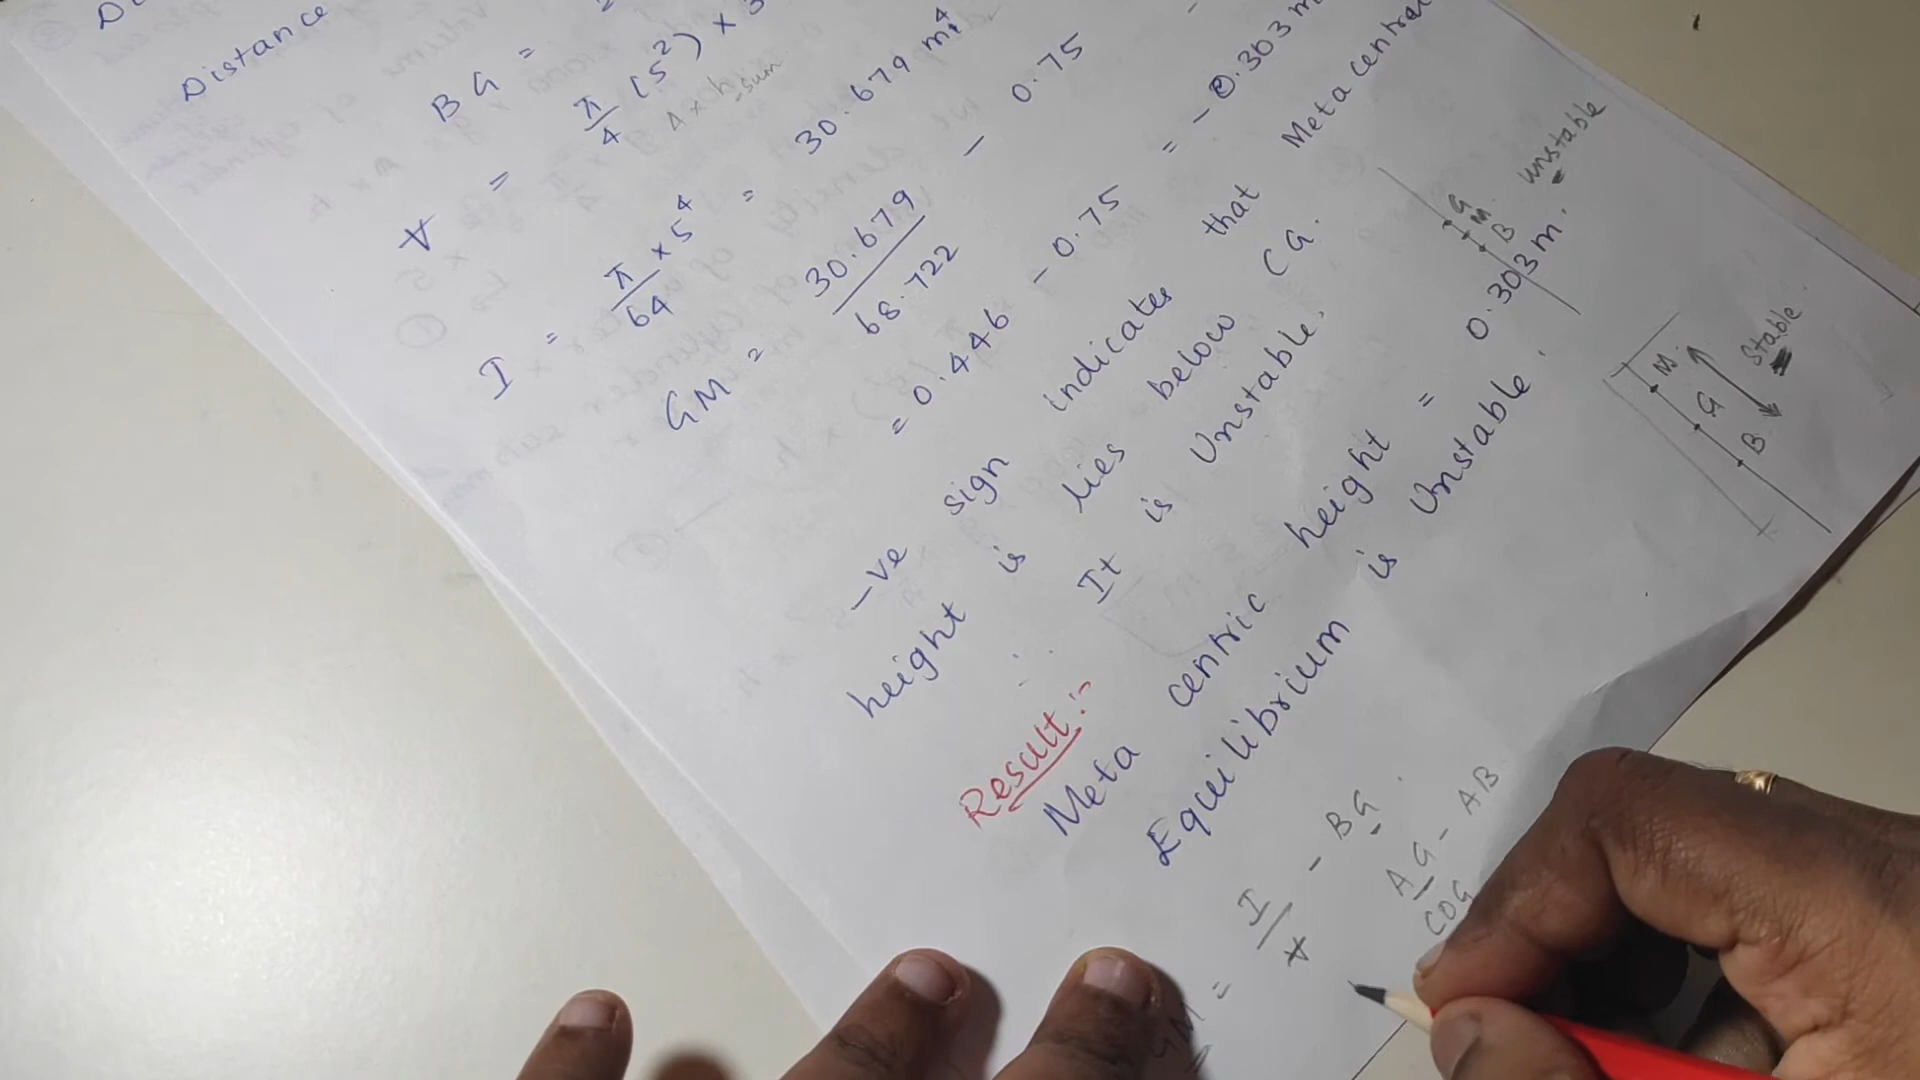 Distance
BG =
∀ = π/4 (5²) × 3
A × h sum
I = π/64 × 5⁴ = 30.679 m⁴
GM = 30.679/68.722 - 0.75
= 0.446 - 0.75 = - 0.303 m
-ve sign indicates that Meta central
height is lies below CG.
∴ It is Unstable.
Result:-
Meta centric height = 0.303 m.
Equilibrium is Unstable.
G
M
B
unstable
M
G
B
Stable.
GM = I/∀ - BG.
AG - AB
COG